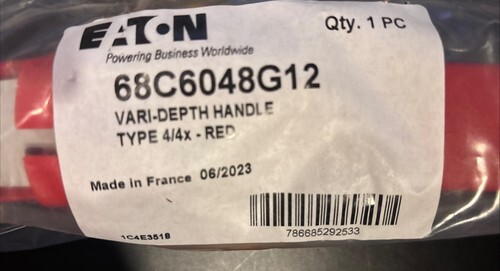 EATON
Qty. 1 PC
Powering Business Worldwide
68C6048G12
VARI-DEPTH HANDLE
TYPE 4/4x - RED
Made in France 06/2023
1C4E351B
786685292533